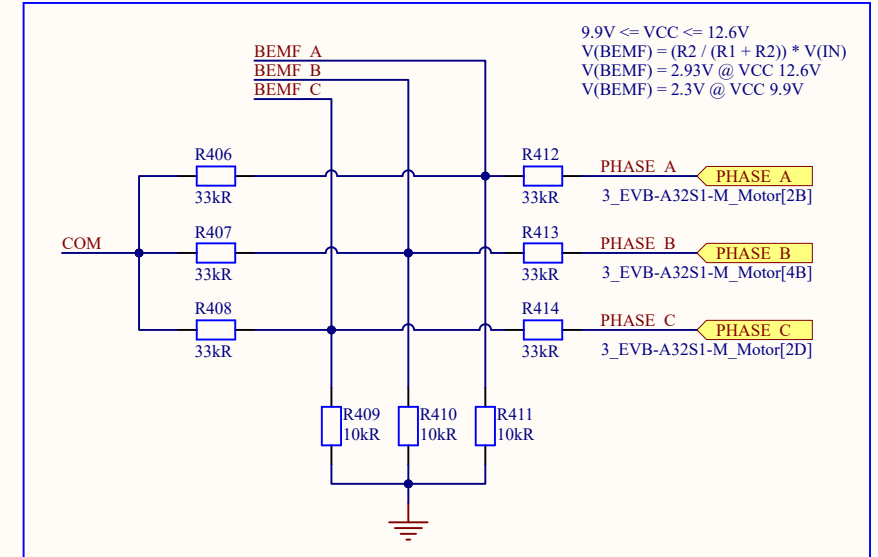 9.9V <= VCC <= 12.6V
V(BEMF) = (R2 / (R1 + R2)) * V(IN)
V(BEMF) = 2.93V @ VCC 12.6V
V(BEMF) = 2.3V @ VCC 9.9V
BEMF_A
BEMF_B
BEMF_C
R406
33kR
R412
33kR
PHASE_A
PHASE_A
3_EVB-A32S1-M_Motor[2B]
COM
R407
33kR
R413
33kR
PHASE_B
PHASE_B
3_EVB-A32S1-M_Motor[4B]
R408
33kR
R414
33kR
PHASE_C
PHASE_C
3_EVB-A32S1-M_Motor[2D]
R409
10kR
R410
10kR
R411
10kR